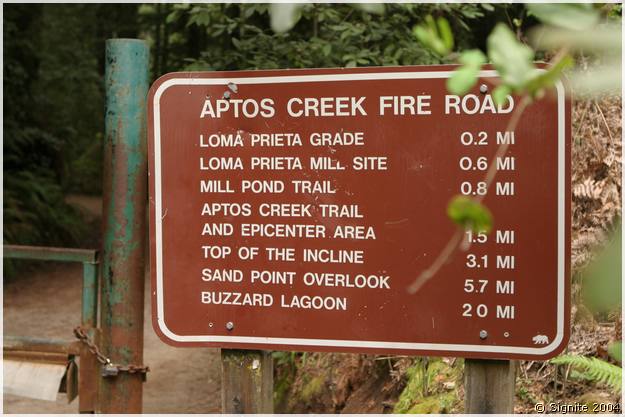 APTOS CREEK FIRE ROAD
LOMA PRIETA GRADE 0.2 MI
LOMA PRIETA MILL SITE 0.6 MI
MILL POND TRAIL 0.8 MI
APTOS CREEK TRAIL
AND EPICENTER AREA 1.5 MI
TOP OF THE INCLINE 3.1 MI
SAND POINT OVERLOOK 5.7 MI
BUZZARD LAGOON 20 MI
© Signite 2004